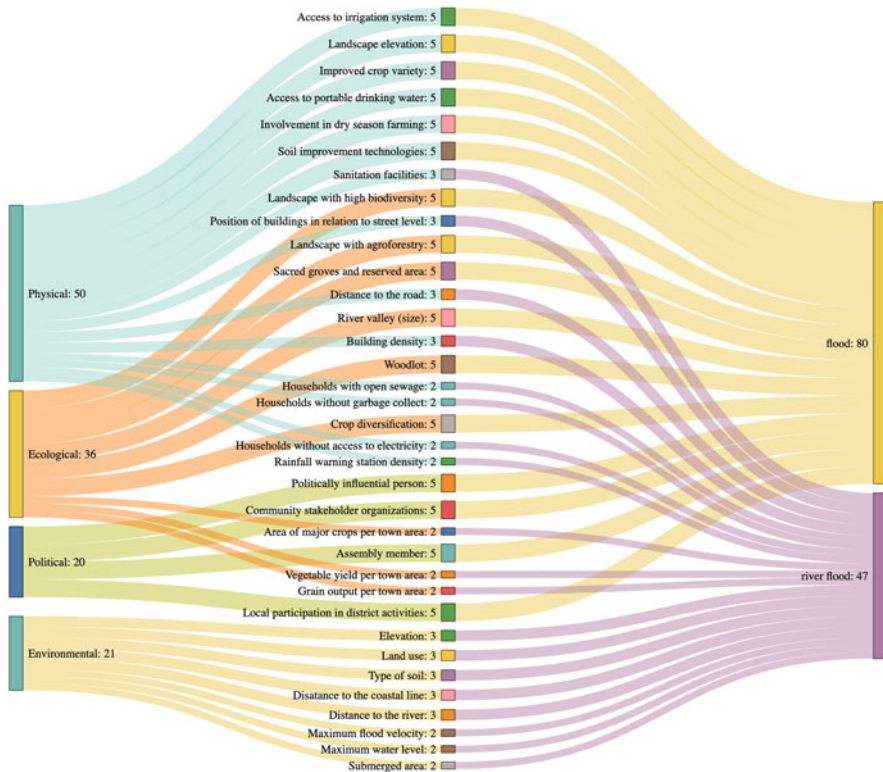 Access to irrigation system: 5
Landscape elevation: 5
Improved crop variety: 5
Access to portable drinking water: 5
Involvement in dry season farming: 5
Soil improvement technologies: 5
Sanitation facilities: 3
Landscape with high biodiversity: 5
Position of buildings in relation to street level: 3
Landscape with agroforestry: 5
Sacred groves and reserved area: 5
Physical: 50
Distance to the road: 3
River valley (size): 5
flood: 80
Building density: 3
Woodlot: 5
Households with open sewage: 2
Households without garbage collect: 2
Crop diversification: 5
Households without access to electricity: 2
Ecological: 36
Rainfall warning station density: 2
Politically influential person: 5
Community stakeholder organizations: 5
Area of major crops per town area: 2
Assembly member: 5
Political: 20
Vegetable yield per town area: 2
river flood: 47
Grain output per town area: 2
Local participation in district activities: 5
Elevation: 3
Environmental: 21
Land use: 3
Type of soil: 3
Disatance to the coastal line: 3
Distance to the river: 3
Maximum flood velocity: 2
Maximum water level: 2
Submerged area: 2